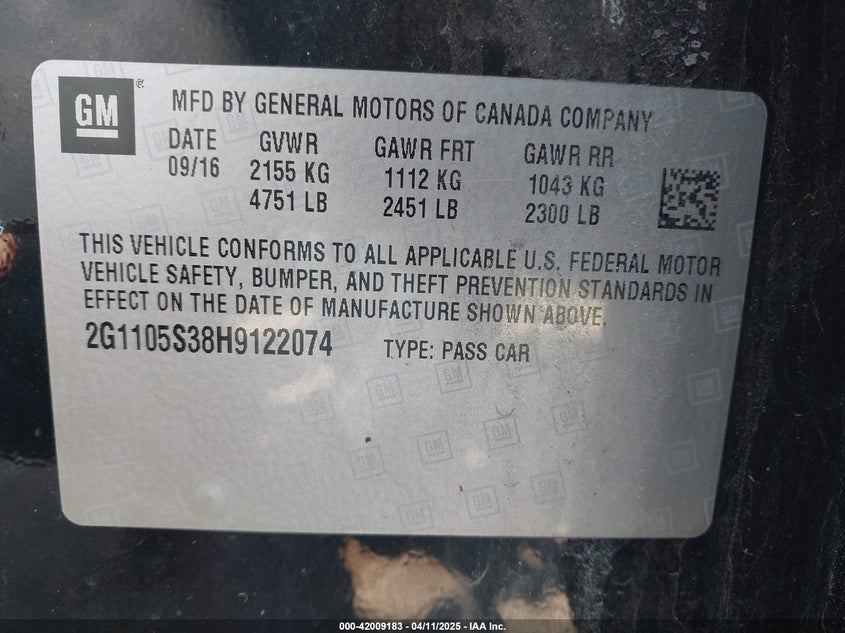 GM®
MFD BY GENERAL MOTORS OF CANADA COMPANY
DATE GVWR GAWR FRT GAWR RR
09/16 2155 KG 1112 KG 1043 KG
4751 LB 2451 LB 2300 LB
THIS VEHICLE CONFORMS TO ALL APPLICABLE U.S. FEDERAL MOTOR
VEHICLE SAFETY, BUMPER, AND THEFT PREVENTION STANDARDS IN
EFFECT ON THE DATE OF MANUFACTURE SHOWN ABOVE.
2G1105S38H9122074 TYPE: PASS CAR
000-42009183 - 04/11/2025 - IAA Inc.